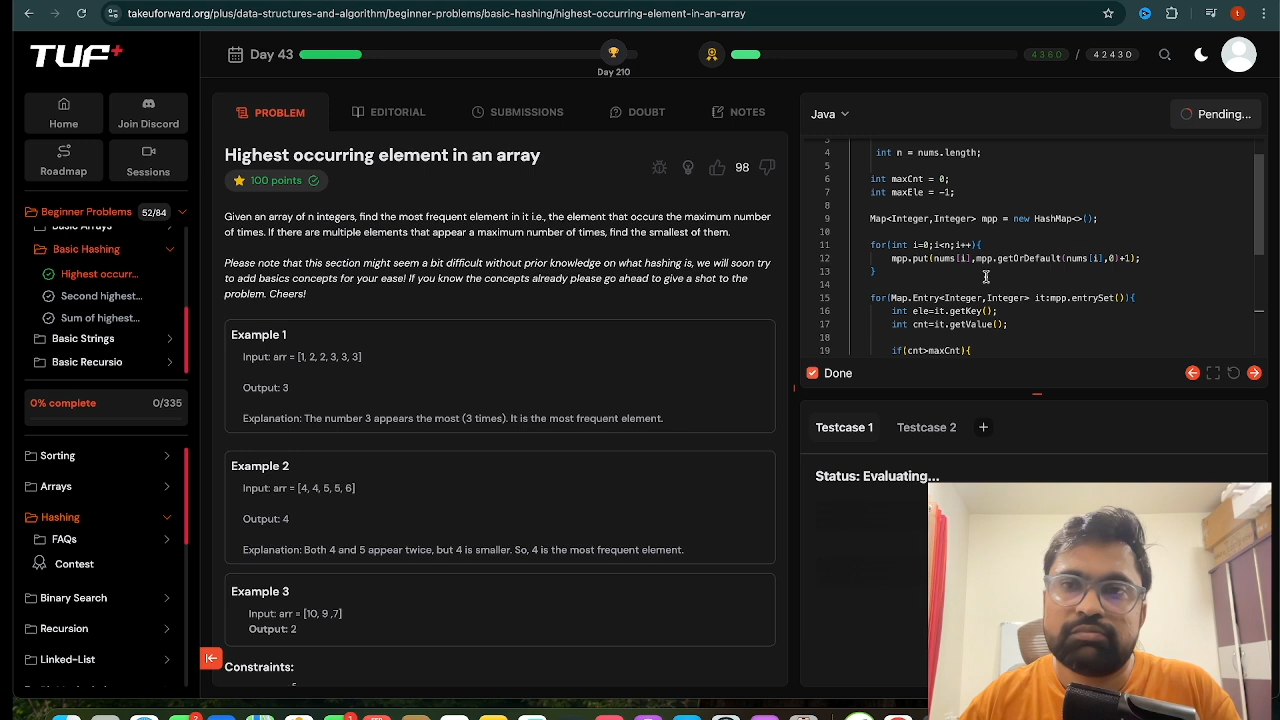 takeuforward.org/plus/data-structures-and-algorithm/beginner-problems/basic-hashing/highest-occurring-element-in-an-array
t
TUF+
Day 43
Day 210
4360 / 42430
Home
Join Discord
Roadmap
Sessions
Beginner Problems 52/84
Basic Arrays
Basic Hashing
Highest occurr...
Second highest...
Sum of highest...
Basic Strings
Basic Recursio
0% complete 0/335
Sorting
Arrays
Hashing
FAQs
Contest
Binary Search
Recursion
Linked-List
PROBLEM
EDITORIAL
SUBMISSIONS
DOUBT
NOTES
Highest occurring element in an array
98
100 points
Given an array of n integers, find the most frequent element in it i.e., the element that occurs the maximum number
of times. If there are multiple elements that appear a maximum number of times, find the smallest of them.
Please note that this section might seem a bit difficult without prior knowledge on what hashing is, we will soon try
to add basics concepts for your ease! If you know the concepts already please go ahead to give a shot to the
problem. Cheers!
Example 1
Input: arr = [1, 2, 2, 3, 3, 3]
Output: 3
Explanation: The number 3 appears the most (3 times). It is the most frequent element.
Example 2
Input: arr = [4, 4, 5, 5, 6]
Output: 4
Explanation: Both 4 and 5 appear twice, but 4 is smaller. So, 4 is the most frequent element.
Example 3
Input: arr = [10, 9 ,7]
Output: 2
Constraints:
Java
Pending...
3
4 int n = nums.length;
5
6 int maxCnt = 0;
7 int maxEle = -1;
8
9 Map<Integer,Integer> mpp = new HashMap<>();
10
11 for(int i=0;i<n;i++){
12 mpp.put(nums[i],mpp.getOrDefault(nums[i],0)+1);
13 }
14
15 for(Map.Entry<Integer,Integer> it:mpp.entrySet()){
16 int ele=it.getKey();
17 int cnt=it.getValue();
18
19 if(cnt>maxCnt){
Done
Testcase 1
Testcase 2
+
Status: Evaluating...